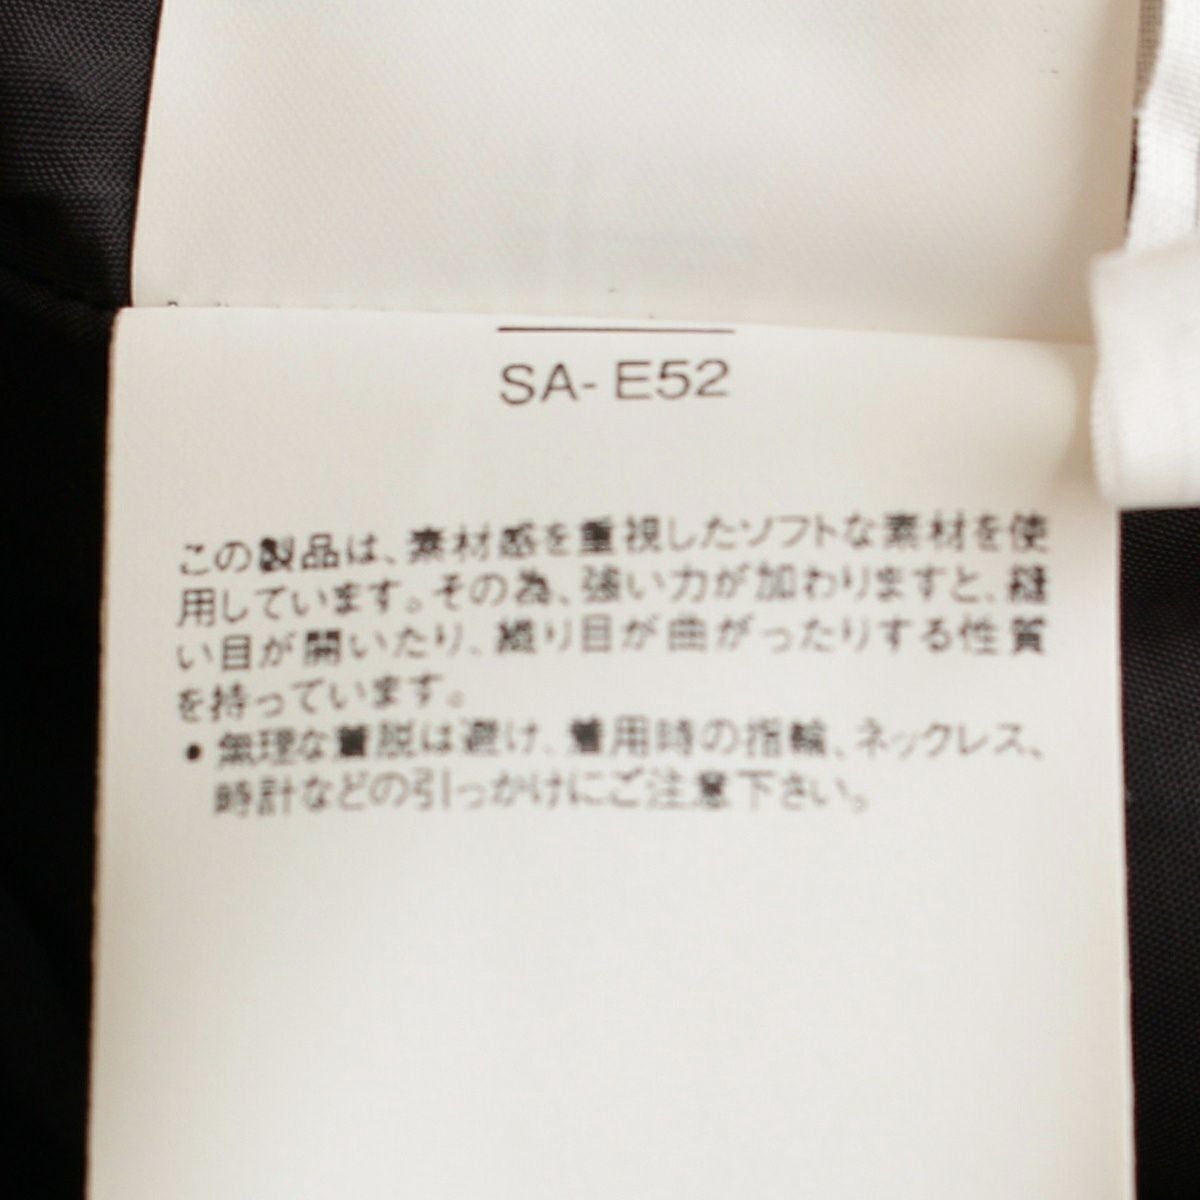 SA- E52
この製品は、素材感を重視したソフトな素材を使
用しています。その為、強い力が加わりますと、縫
い目が開いたり、織り目が曲がったりする性質
を持っています。
• 無理な着脱は避け、着用時の指輪、ネックレス、
時計などの引っかけにご注意下さい。